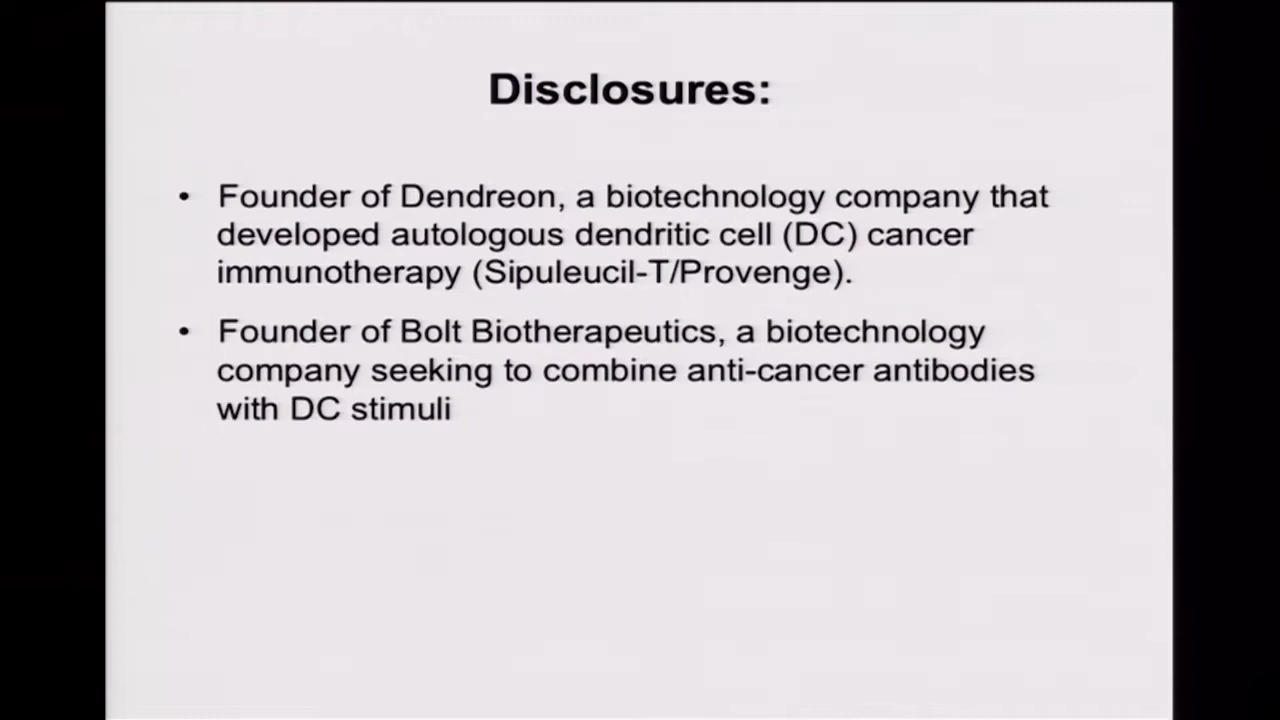 Disclosures:
• Founder of Dendreon, a biotechnology company that
developed autologous dendritic cell (DC) cancer
immunotherapy (Sipuleucil-T/Provenge).
• Founder of Bolt Biotherapeutics, a biotechnology
company seeking to combine anti-cancer antibodies
with DC stimuli